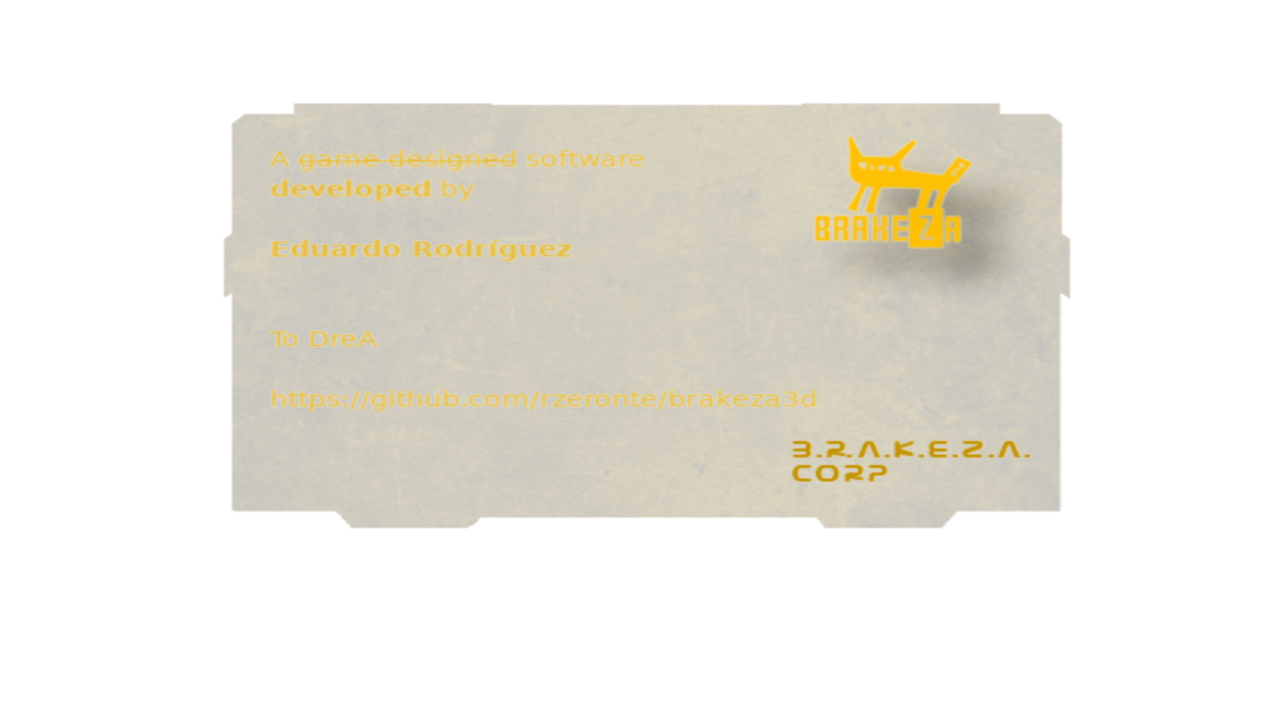 A game designed software
developed by
Eduardo Rodríguez
To DreA
https://github.com/rzeronte/brakeza3d
BRAKEZA
Z
B.R.A.K.E.Z.A.
CORP